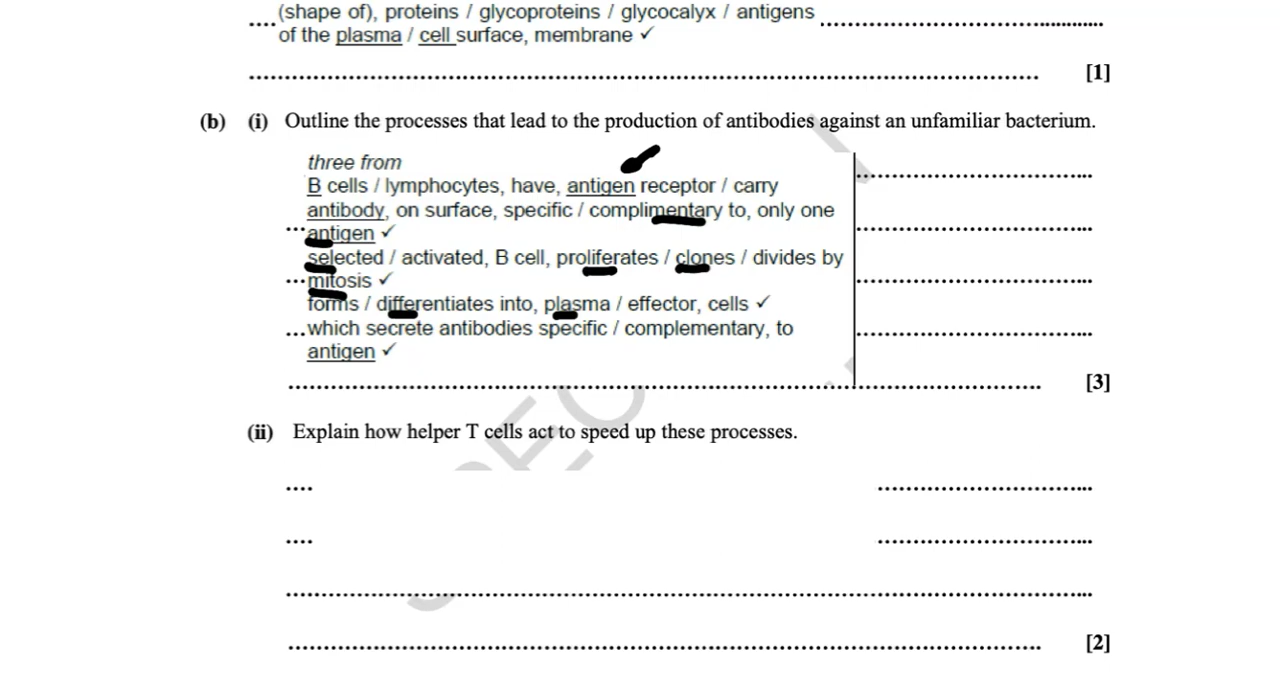 (shape of), proteins / glycoproteins / glycocalyx / antigens
of the plasma / cell surface, membrane ✓
[1]
(b) (i) Outline the processes that lead to the production of antibodies against an unfamiliar bacterium.
three from
B cells / lymphocytes, have, antigen receptor / carry
antibody, on surface, specific / complimentary to, only one
antigen ✓
selected / activated, B cell, proliferates / clones / divides by
mitosis ✓
forms / differentiates into, plasma / effector, cells ✓
which secrete antibodies specific / complementary, to
antigen ✓
[3]
(ii) Explain how helper T cells act to speed up these processes.
[2]